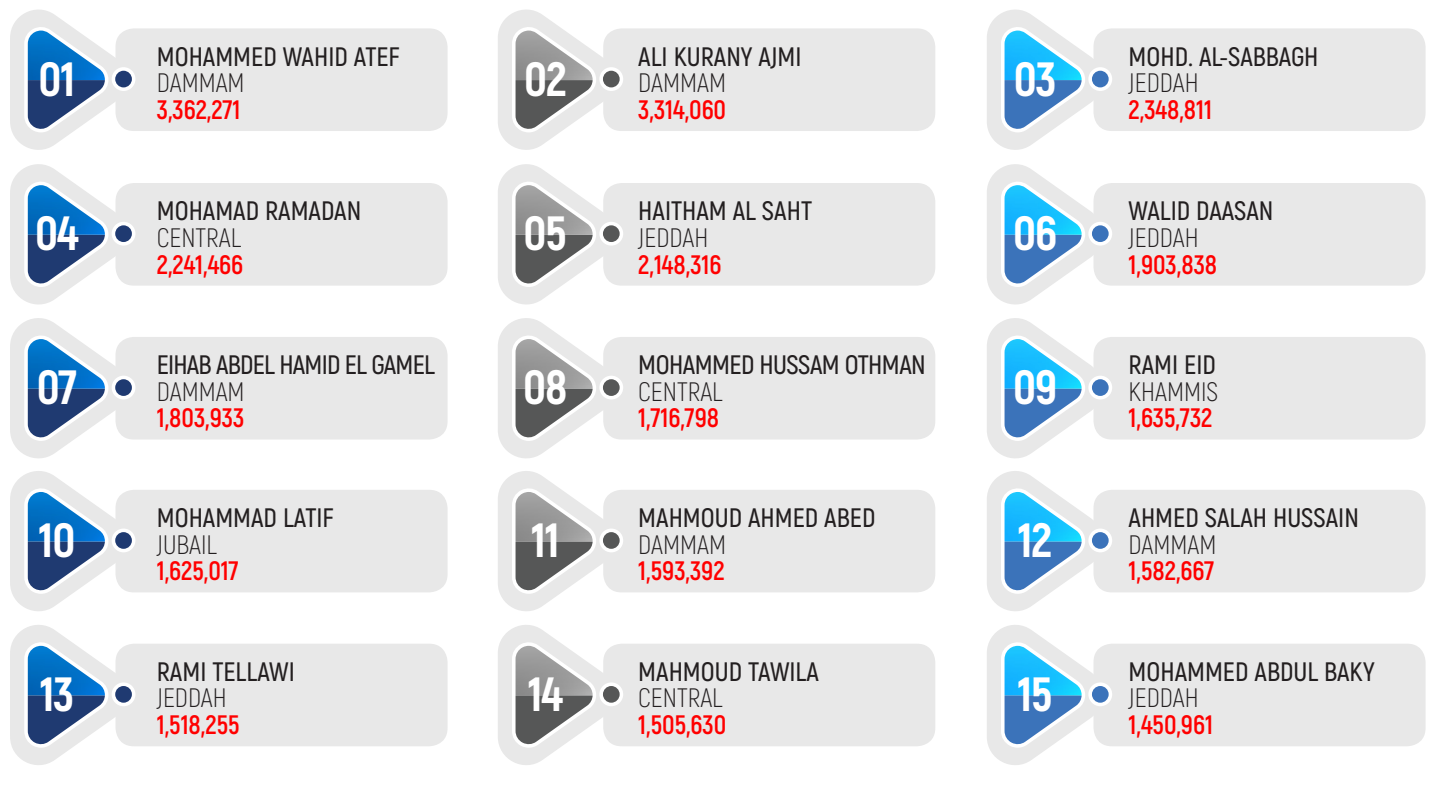 01
MOHAMMED WAHID ATEF
DAMMAM
3,362,271
02
ALI KURANY AJMI
DAMMAM
3,314,060
03
MOHD. AL-SABBAGH
JEDDAH
2,348,811
04
MOHAMAD RAMADAN
CENTRAL
2,241,466
05
HAITHAM AL SAHT
JEDDAH
2,148,316
06
WALID DAASAN
JEDDAH
1,903,838
07
EIHAB ABDEL HAMID EL GAMEL
DAMMAM
1,803,933
08
MOHAMMED HUSSAM OTHMAN
CENTRAL
1,716,798
09
RAMI EID
KHAMMIS
1,635,732
10
MOHAMMAD LATIF
JUBAIL
1,625,017
11
MAHMOUD AHMED ABED
DAMMAM
1,593,392
12
AHMED SALAH HUSSAIN
DAMMAM
1,582,667
13
RAMI TELLAWI
JEDDAH
1,518,255
14
MAHMOUD TAWILA
CENTRAL
1,505,630
15
MOHAMMED ABDUL BAKY
JEDDAH
1,450,961